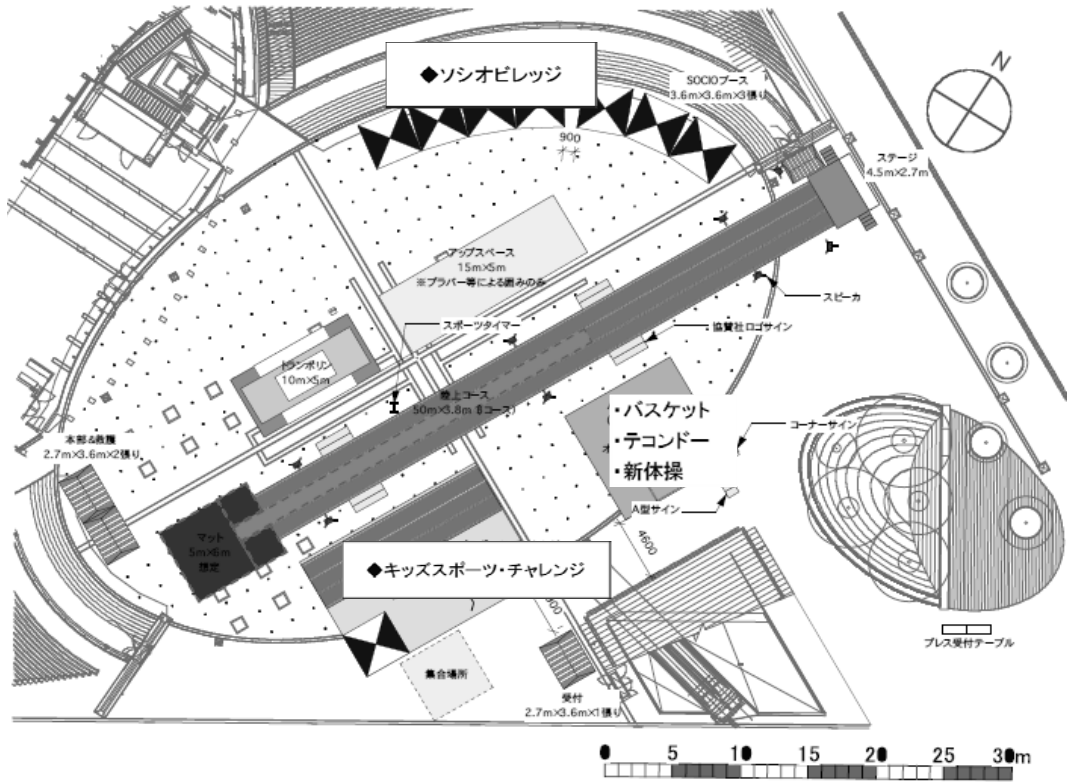 ◆ソシオビレッジ
SOCIOブース
3.6m×3.6m×3張り
N
900
ステージ
4.5m×2.7m
アップスペース
15m×5m
※プラバー等による囲みのみ
スピーカ
スポーツタイマー
協賛社ロゴサイン
トランポリン
10m×5m
陸上コース
50m×3.8m
・バスケット
・テコンドー
・新体操
コーナーサイン
A型サイン
本部&救護
2.7m×3.6m×2張り
マット
5m×6m
想定
4600
◆キッズスポーツ・チャレンジ
集合場所
受付
2.7m×3.6m×1張り
プレス受付テーブル
0 5 10 15 20 25 30m